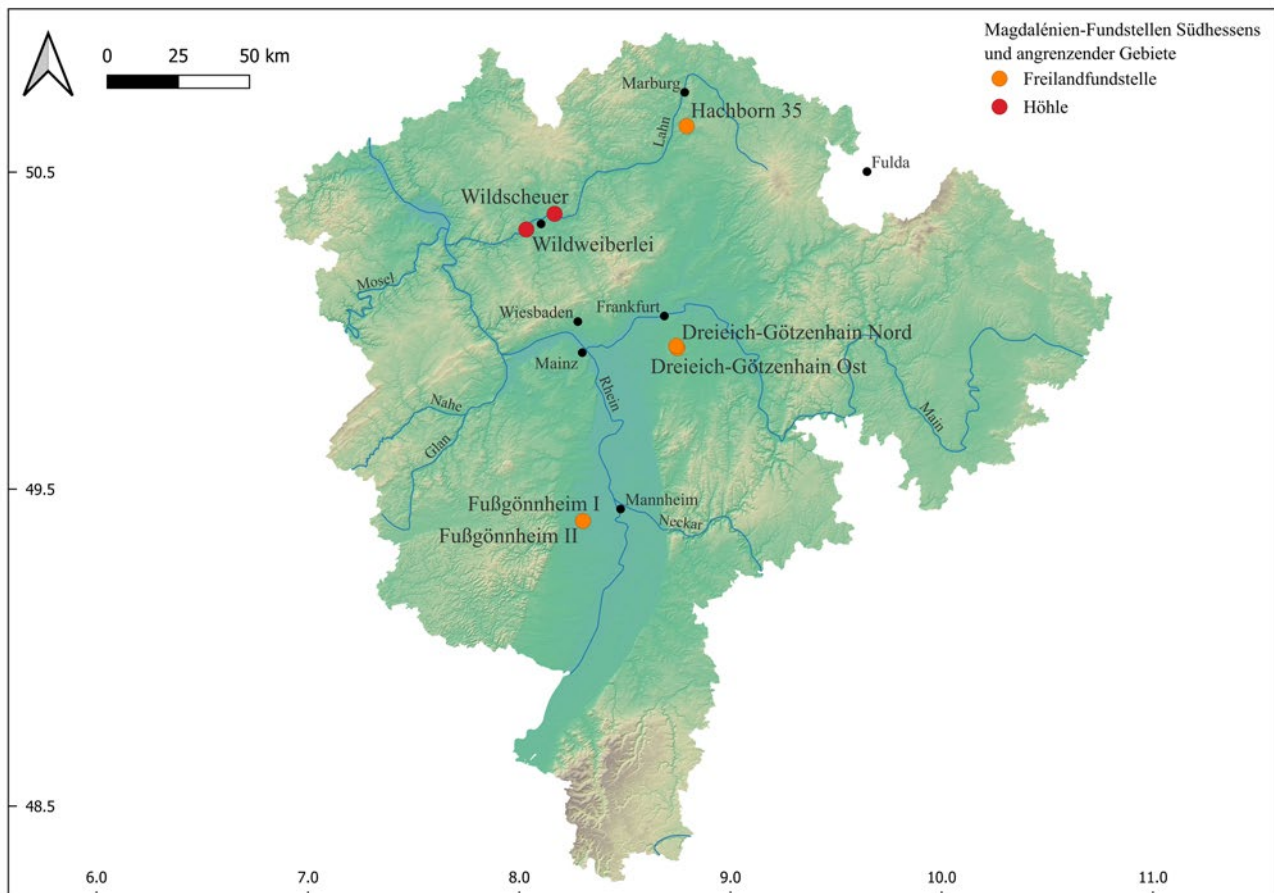 0 25 50 km
Magdalénien-Fundstellen Südhessens
und angrenzender Gebiete
Freilandfundstelle
Höhle
Marburg
Hachborn 35
Lahn
Fulda
50.5
Wildscheuer
Wildweiberlei
Mosel
Wiesbaden
Frankfurt
Dreieich-Götzenhain Nord
Mainz
Dreieich-Götzenhain Ost
Rhein
Nahe
Main
Glan
49.5
Fußgönnheim I
Mannheim
Neckar
Fußgönnheim II
48.5
6.0 7.0 8.0 9.0 10.0 11.0